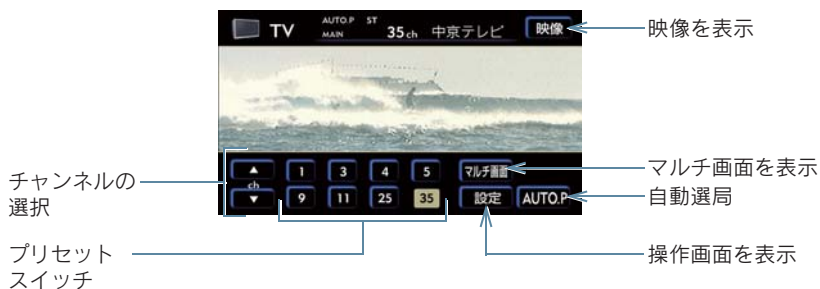 TV AUTO.P ST
MAIN 35ch 中京テレビ 映像
映像を表示
▲ 1 3 4 5 マルチ画面
ch
▼ 9 11 25 35 設定 AUTO.P
マルチ画面を表示
自動選局
チャンネルの
選択
プリセット
スイッチ
操作画面を表示